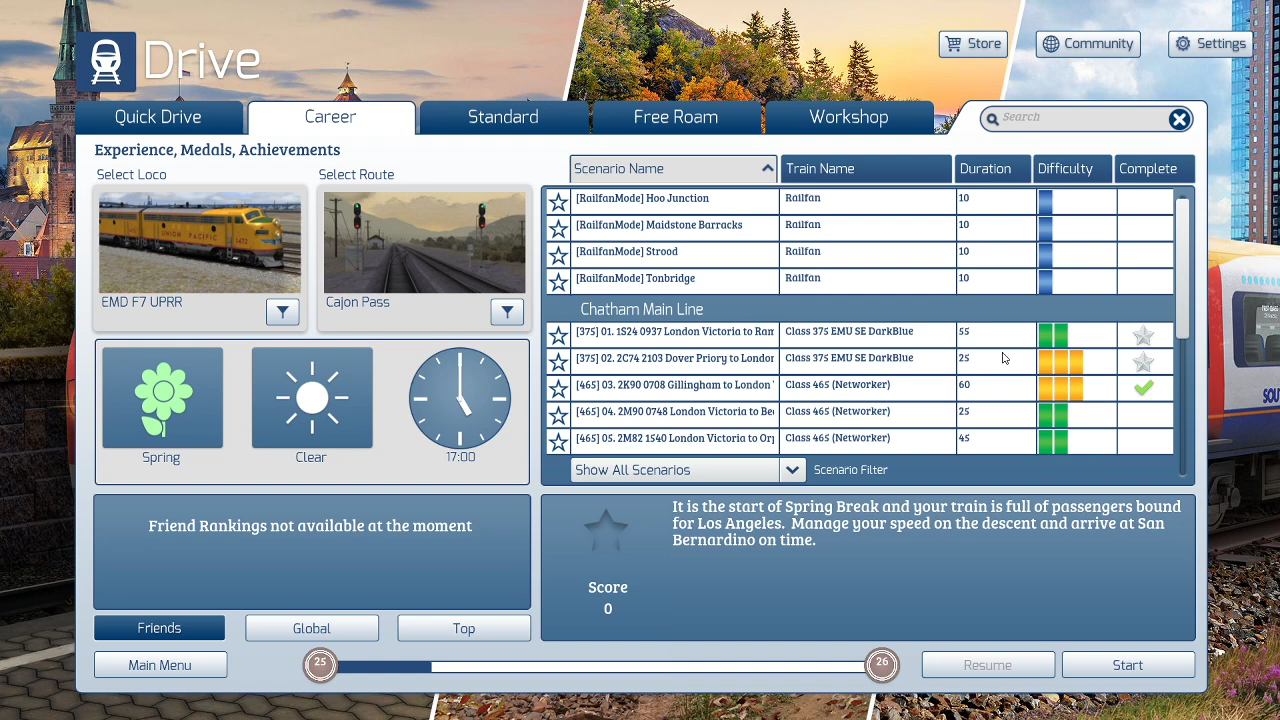 Drive
Store
Community
Settings
Quick Drive
Career
Standard
Free Roam
Workshop
Search
Experience, Medals, Achievements
Select Loco
Select Route
UNION PACIFIC
1472
EMD F7 UPRR
Cajon Pass
Spring
Clear
17:00
Scenario Name
Train Name
Duration
Difficulty
Complete
[RailfanMode] Hoo Junction Railfan 10
[RailfanMode] Maidstone Barracks Railfan 10
[RailfanMode] Strood Railfan 10
[RailfanMode] Tonbridge Railfan 10
Chatham Main Line
[375] 01. 1S24 0937 London Victoria to Ram Class 375 EMU SE DarkBlue 55
[375] 02. 2C74 2103 Dover Priory to London Class 375 EMU SE DarkBlue 25
[465] 03. 2K90 0708 Gillingham to London Class 465 (Networker) 60
[465] 04. 2M90 0748 London Victoria to Be Class 465 (Networker) 25
[465] 05. 2M82 1540 London Victoria to Or Class 465 (Networker) 45
Show All Scenarios
Scenario Filter
Friend Rankings not available at the moment
It is the start of Spring Break and your train is full of passengers bound
for Los Angeles. Manage your speed on the descent and arrive at San
Bernardino on time.
Score
0
Friends
Global
Top
Main Menu
25
26
Resume
Start